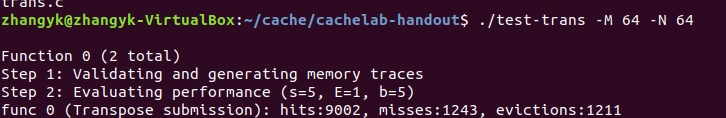 trans.c
zhangyk@zhangyk-VirtualBox:~/cache/cachelab-handout$ ./test-trans -M 64 -N 64
Function 0 (2 total)
Step 1: Validating and generating memory traces
Step 2: Evaluating performance (s=5, E=1, b=5)
func 0 (Transpose submission): hits:9002, misses:1243, evictions:1211